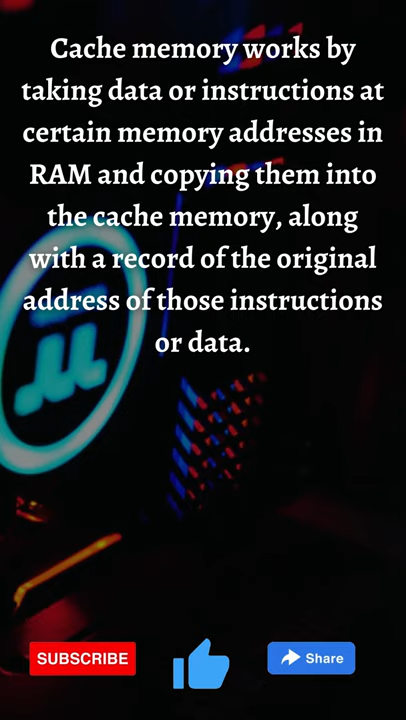 Cache memory works by
taking data or instructions at
certain memory addresses in
RAM and copying them into
the cache memory, along
with a record of the original
address of those instructions
or data.
SUBSCRIBE
Share